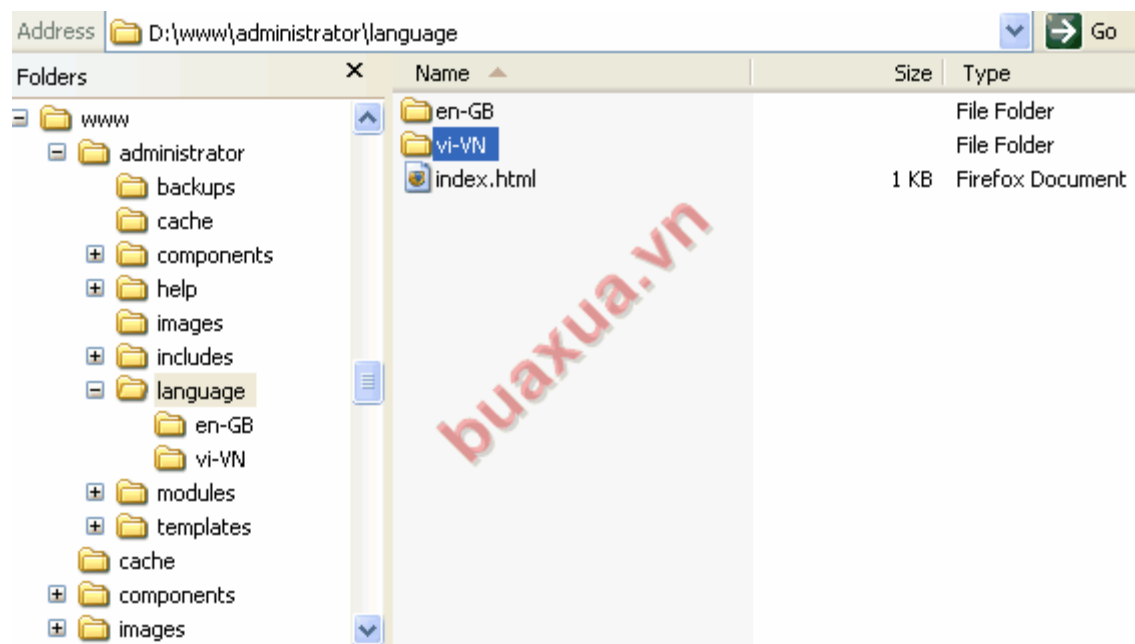 Address D:\www\administrator\language Go
Folders
www
administrator
backups
cache
components
help
images
includes
language
en-GB
vi-VN
modules
templates
cache
components
images
Name Size Type
en-GB File Folder
vi-VN File Folder
index.html 1 KB Firefox Document
buaxua.vn